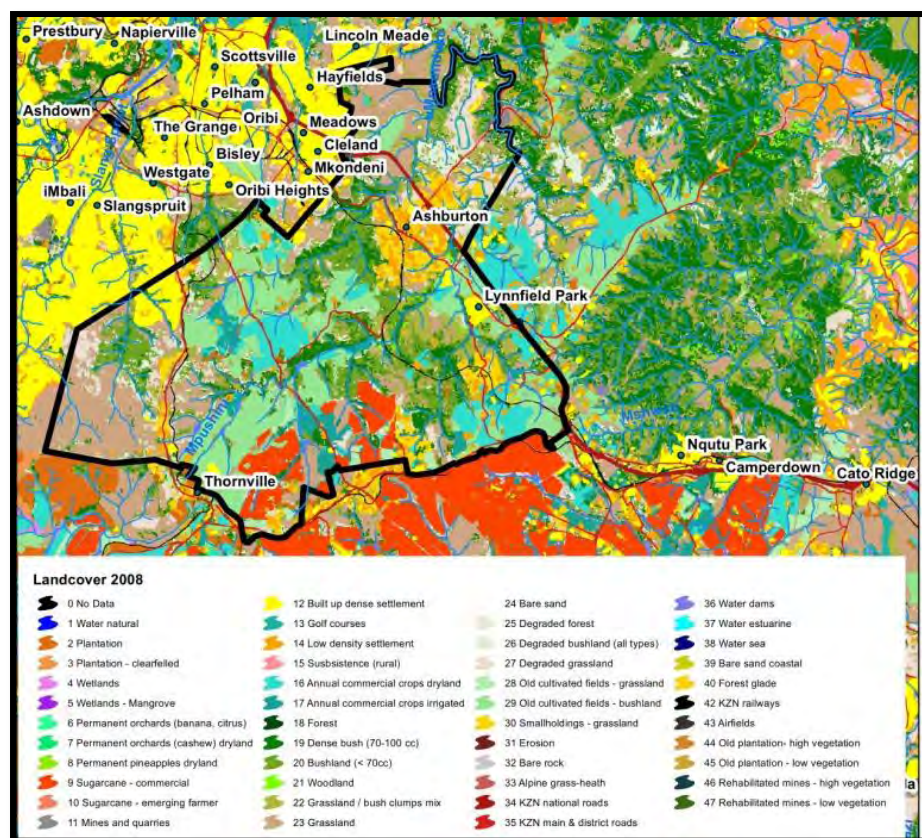 Prestbury
Napierville
Lincoln Meade
Scottsville
Hayfields
Pelham
Ashdown
Oribi
Meadows
The Grange
Cleland
Bisley
Mkondeni
Westgate
iMbali
Oribi Heights
Slangspruit
Ashburton
Lynnfield Park
Nqutu Park
Camperdown
Thornville
Cato Ridge
Landcover 2008
0 No Data
1 Water natural
2 Plantation
3 Plantation - clearfelled
4 Wetlands
5 Wetlands - Mangrove
6 Permanent orchards (banana, citrus)
7 Permanent orchards (cashew) dryland
8 Permanent pineapples dryland
9 Sugarcane - commercial
10 Sugarcane - emerging farmer
11 Mines and quarries
12 Built up dense settlement
13 Golf courses
14 Low density settlement
15 Susbsistence (rural)
16 Annual commercial crops dryland
17 Annual commercial crops irrigated
18 Forest
19 Dense bush (70-100 cc)
20 Bushland (< 70cc)
21 Woodland
22 Grassland / bush clumps mix
23 Grassland
24 Bare sand
25 Degraded forest
26 Degraded bushland (all types)
27 Degraded grassland
28 Old cultivated fields - grassland
29 Old cultivated fields - bushland
30 Smallholdings - grassland
31 Erosion
32 Bare rock
33 Alpine grass-heath
34 KZN national roads
35 KZN main & district roads
36 Water dams
37 Water estuarine
38 Water sea
39 Bare sand coastal
40 Forest glade
42 KZN railways
43 Airfields
44 Old plantation- high vegetation
45 Old plantation - low vegetation
46 Rehabilitated mines - high vegetation
47 Rehabilitated mines - low vegetation